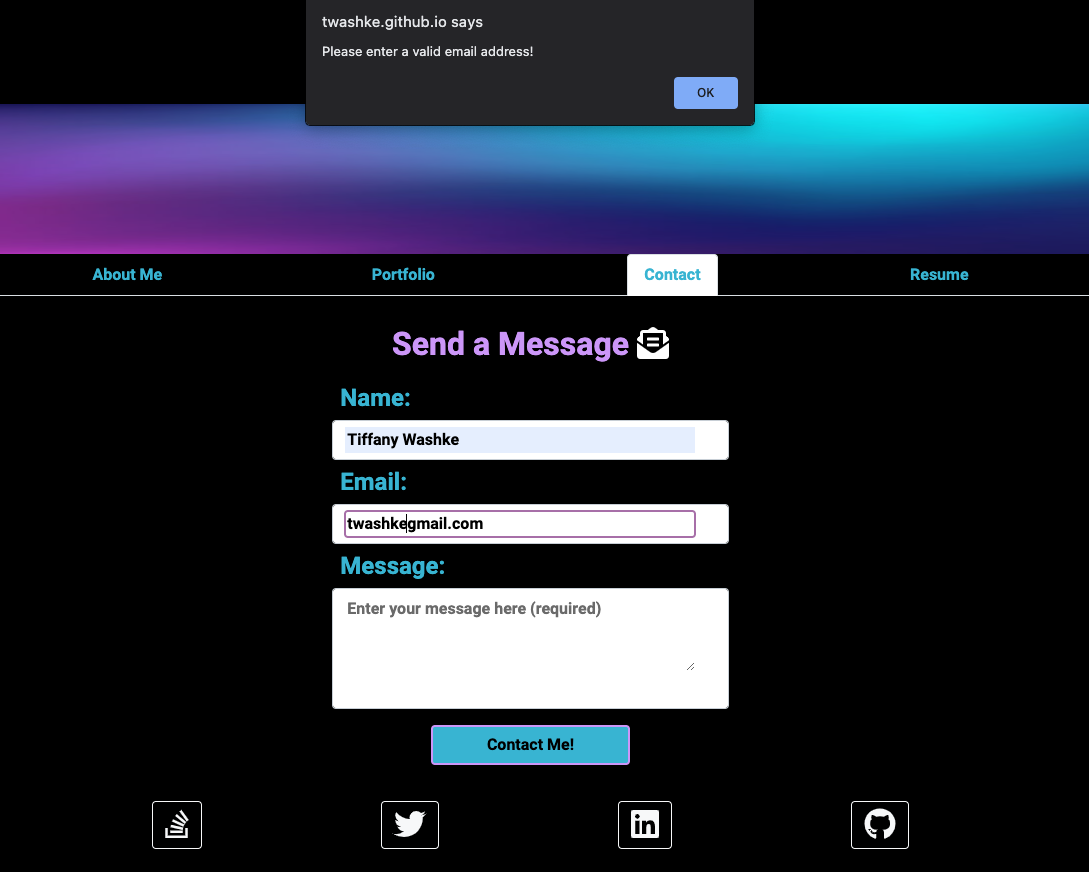 twashke.github.io says
Please enter a valid email address!
OK
About Me Portfolio Contact Resume
Send a Message
Name:
Tiffany Washke
Email:
twashkegmail.com
Message:
Enter your message here (required)
Contact Me!
in